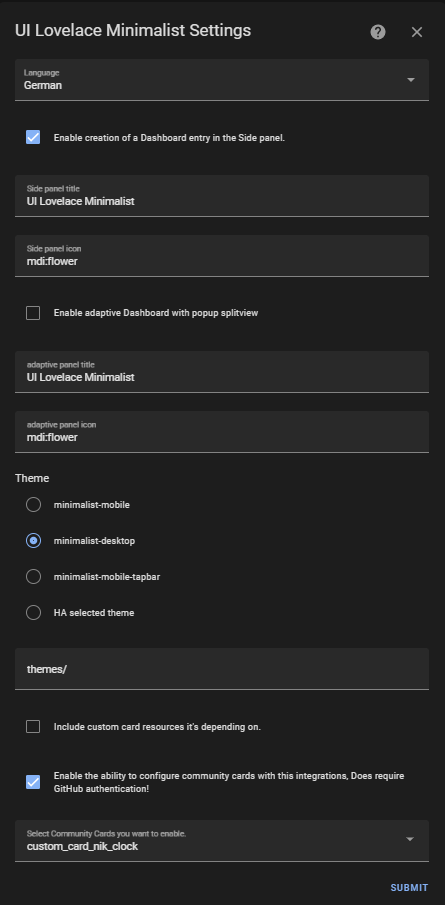 UI Lovelace Minimalist Settings
Language
German
Enable creation of a Dashboard entry in the Side panel.
Side panel title
UI Lovelace Minimalist
Side panel icon
mdi:flower
Enable adaptive Dashboard with popup splitview
adaptive panel title
UI Lovelace Minimalist
adaptive panel icon
mdi:flower
Theme
minimalist-mobile
minimalist-desktop
minimalist-mobile-tapbar
HA selected theme
themes/
Include custom card resources it's depending on.
Enable the ability to configure community cards with this integrations, Does require
GitHub authentication!
Select Community Cards you want to enable.
custom_card_nik_clock
SUBMIT